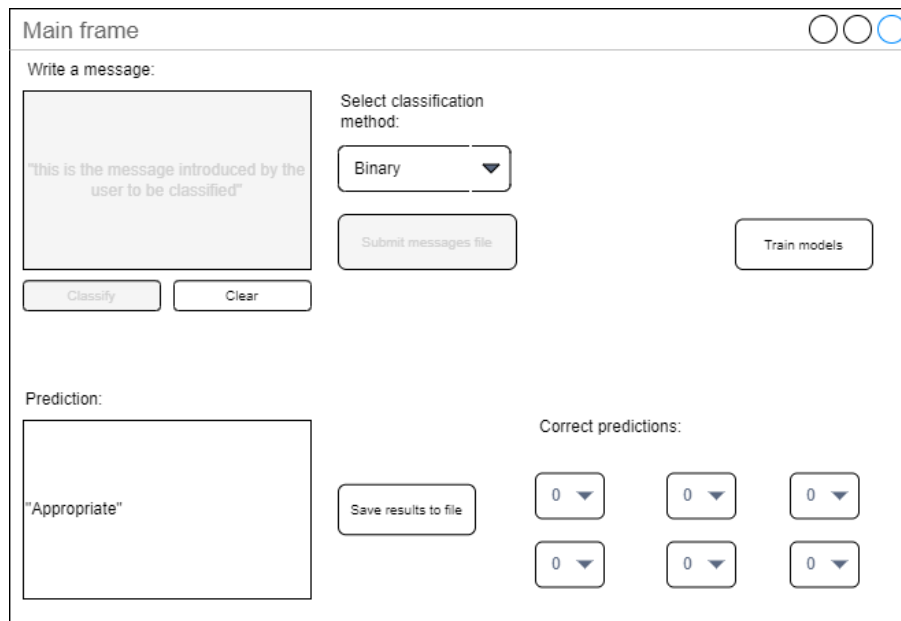 Main frame
Write a message:
"this is the message introduced by the
user to be classified"
Classify
Clear
Select classification
method:
Binary
Submit messages file
Train models
Prediction:
"Appropriate"
Save results to file
Correct predictions:
0
0
0
0
0
0